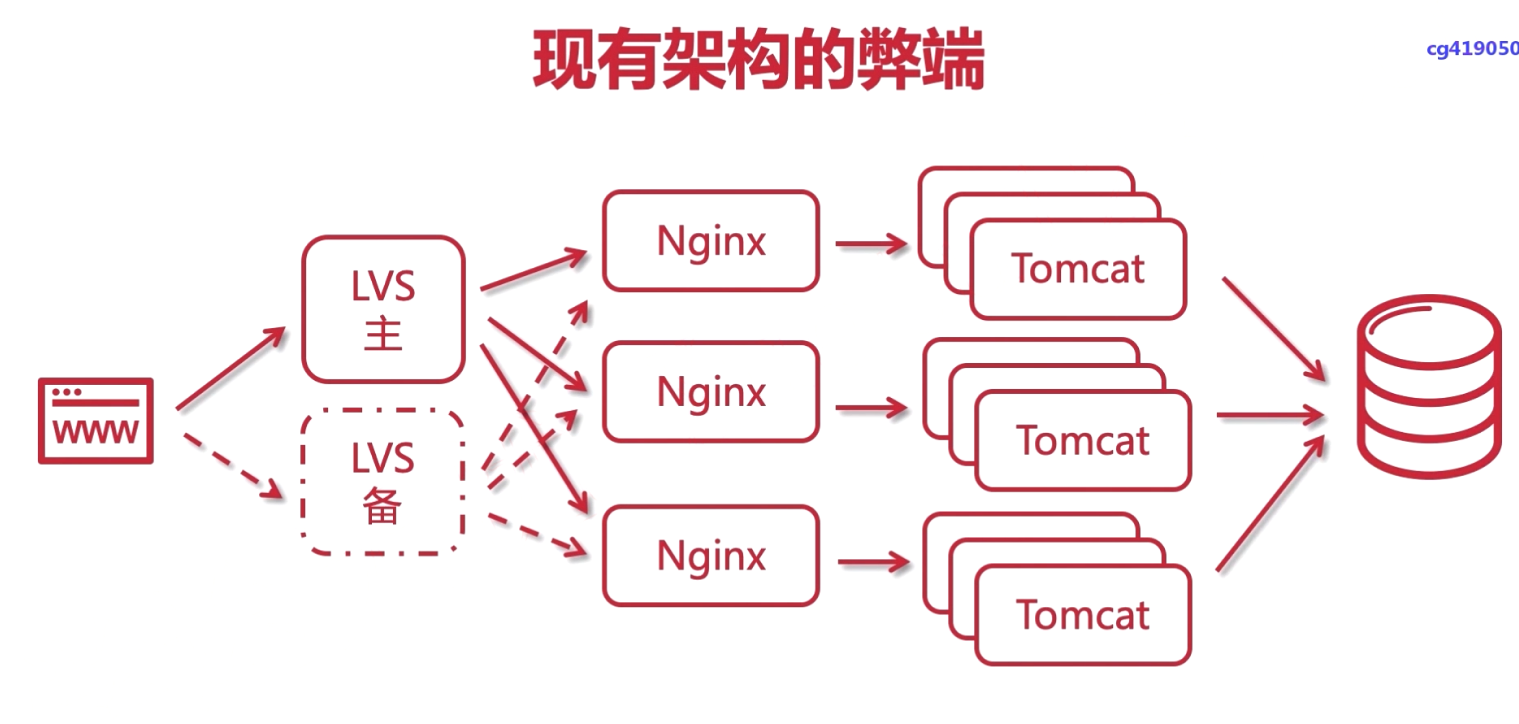 现有架构的弊端
cg419050
www
LVS
主
LVS
备
Nginx
Nginx
Nginx
Tomcat
Tomcat
Tomcat